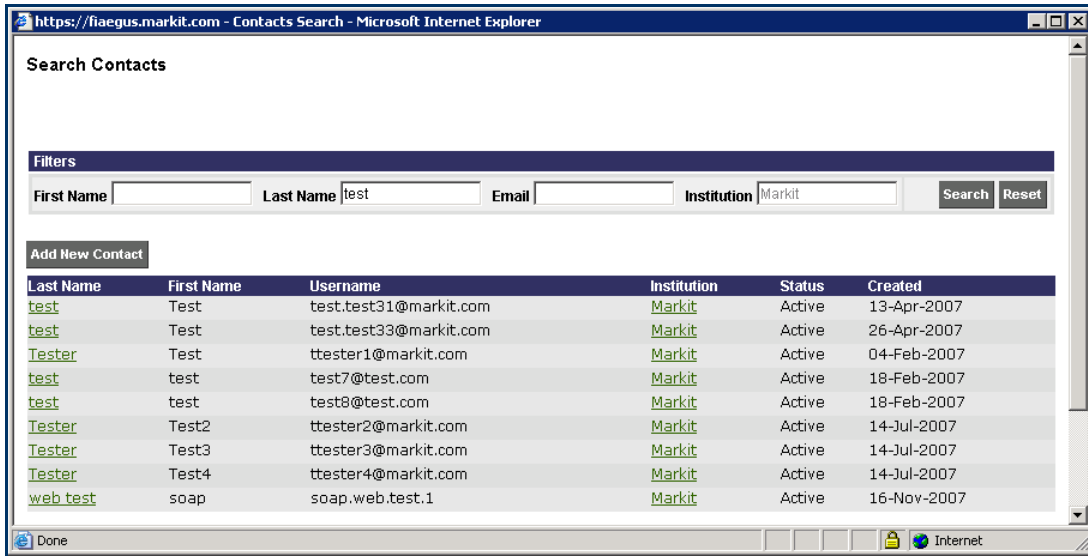 https://fiaegus.markit.com - Contacts Search - Microsoft Internet Explorer
Search Contacts
Filters
First Name Last Name test Email Institution Markit Search Reset
Add New Contact
Last Name First Name Username Institution Status Created
test Test test.test31@markit.com Markit Active 13-Apr-2007
test Test test.test33@markit.com Markit Active 26-Apr-2007
Tester Test ttester1@markit.com Markit Active 04-Feb-2007
test test test7@test.com Markit Active 18-Feb-2007
test test test8@test.com Markit Active 18-Feb-2007
Tester Test2 ttester2@markit.com Markit Active 14-Jul-2007
Tester Test3 ttester3@markit.com Markit Active 14-Jul-2007
Tester Test4 ttester4@markit.com Markit Active 14-Jul-2007
web test soap soap.web.test.1 Markit Active 16-Nov-2007
Done Internet